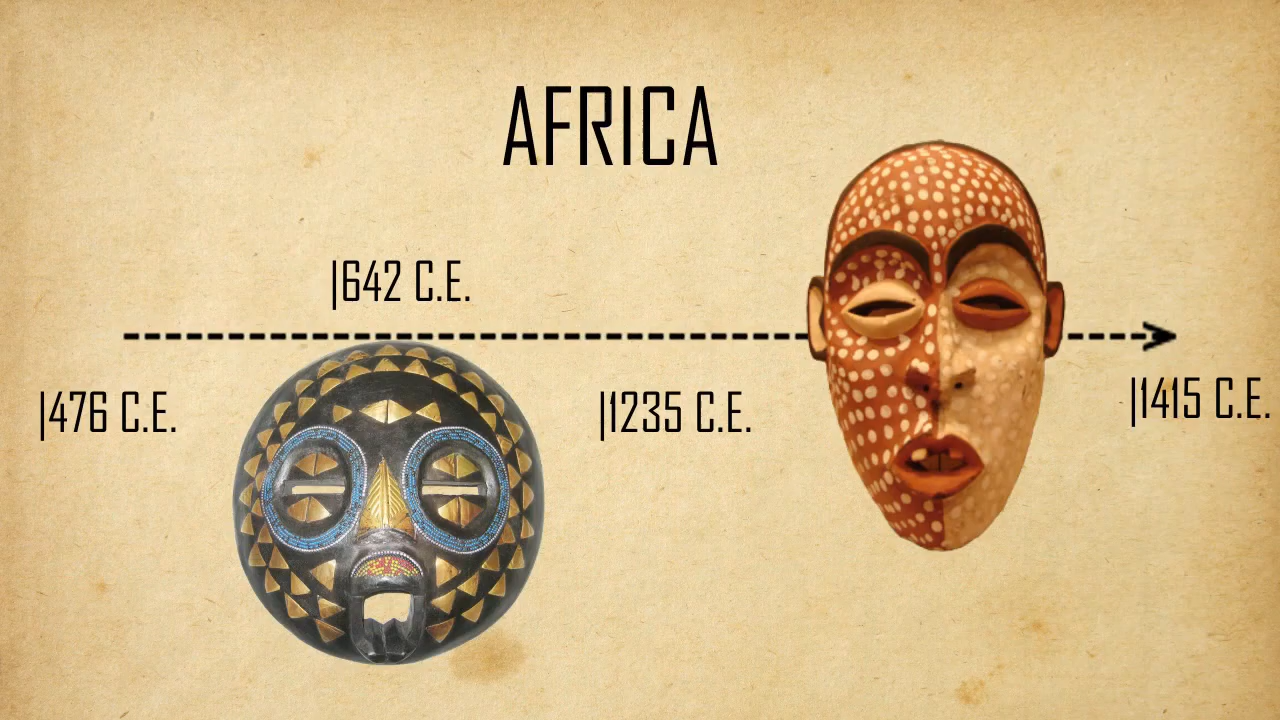 AFRICA
|642 C.E.
|476 C.E.
|1235 C.E.
|1415 C.E.